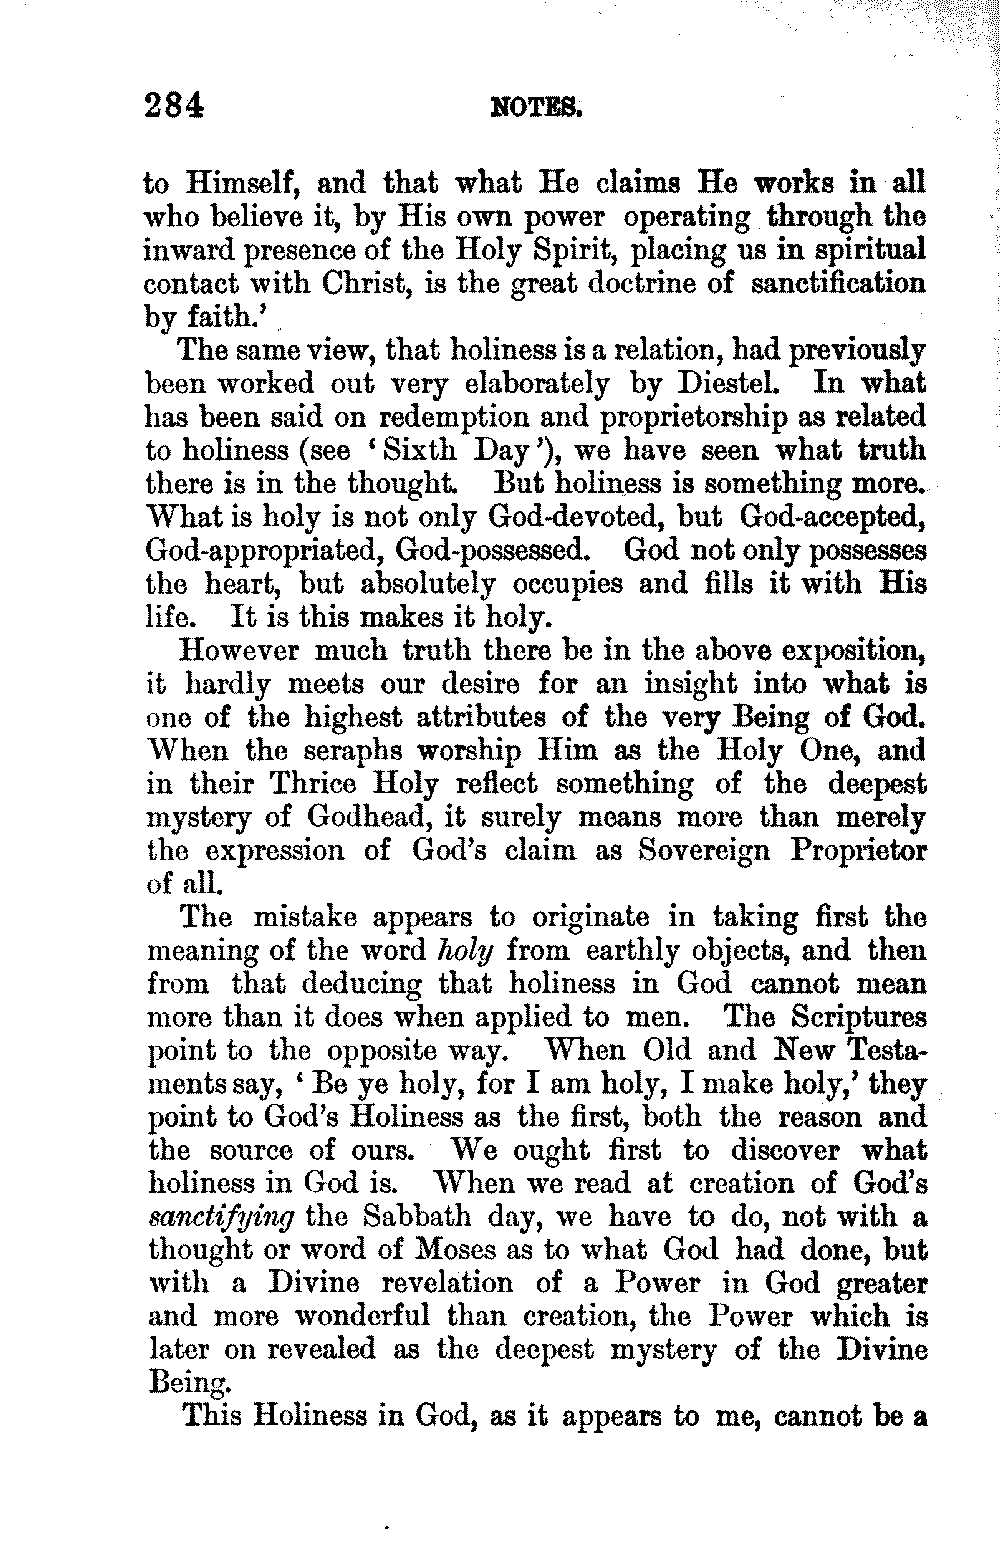 284 NOTES.
to Himself, and that what He claims He works in all
who believe it, by His own power operating through the
inward presence of the Holy Spirit, placing us in spiritual
contact with Christ, is the great doctrine of sanctification
by faith.’
The same view, that holiness is a relation, had previously
been worked out very elaborately by Diestel. In what
has been said on redemption and proprietorship as related
to holiness (see ‘Sixth Day’), we have seen what truth
there is in the thought. But holiness is something more.
What is holy is not only God-devoted, but God-accepted,
God-appropriated, God-possessed. God not only possesses
the heart, but absolutely occupies and fills it with His
life. It is this makes it holy.
However much truth there be in the above exposition,
it hardly meets our desire for an insight into what is
one of the highest attributes of the very Being of God.
When the seraphs worship Him as the Holy One, and
in their Thrice Holy reflect something of the deepest
mystery of Godhead, it surely means more than merely
the expression of God’s claim as Sovereign Proprietor
of all.
The mistake appears to originate in taking first the
meaning of the word holy from earthly objects, and then
from that deducing that holiness in God cannot mean
more than it does when applied to men. The Scriptures
point to the opposite way. When Old and New Testa-
ments say, ‘Be ye holy, for I am holy, I make holy,’ they
point to God’s Holiness as the first, both the reason and
the source of ours. We ought first to discover what
holiness in God is. When we read at creation of God’s
sanctifying the Sabbath day, we have to do, not with a
thought or word of Moses as to what God had done, but
with a Divine revelation of a Power in God greater
and more wonderful than creation, the Power which is
later on revealed as the deepest mystery of the Divine
Being.
This Holiness in God, as it appears to me, cannot be a